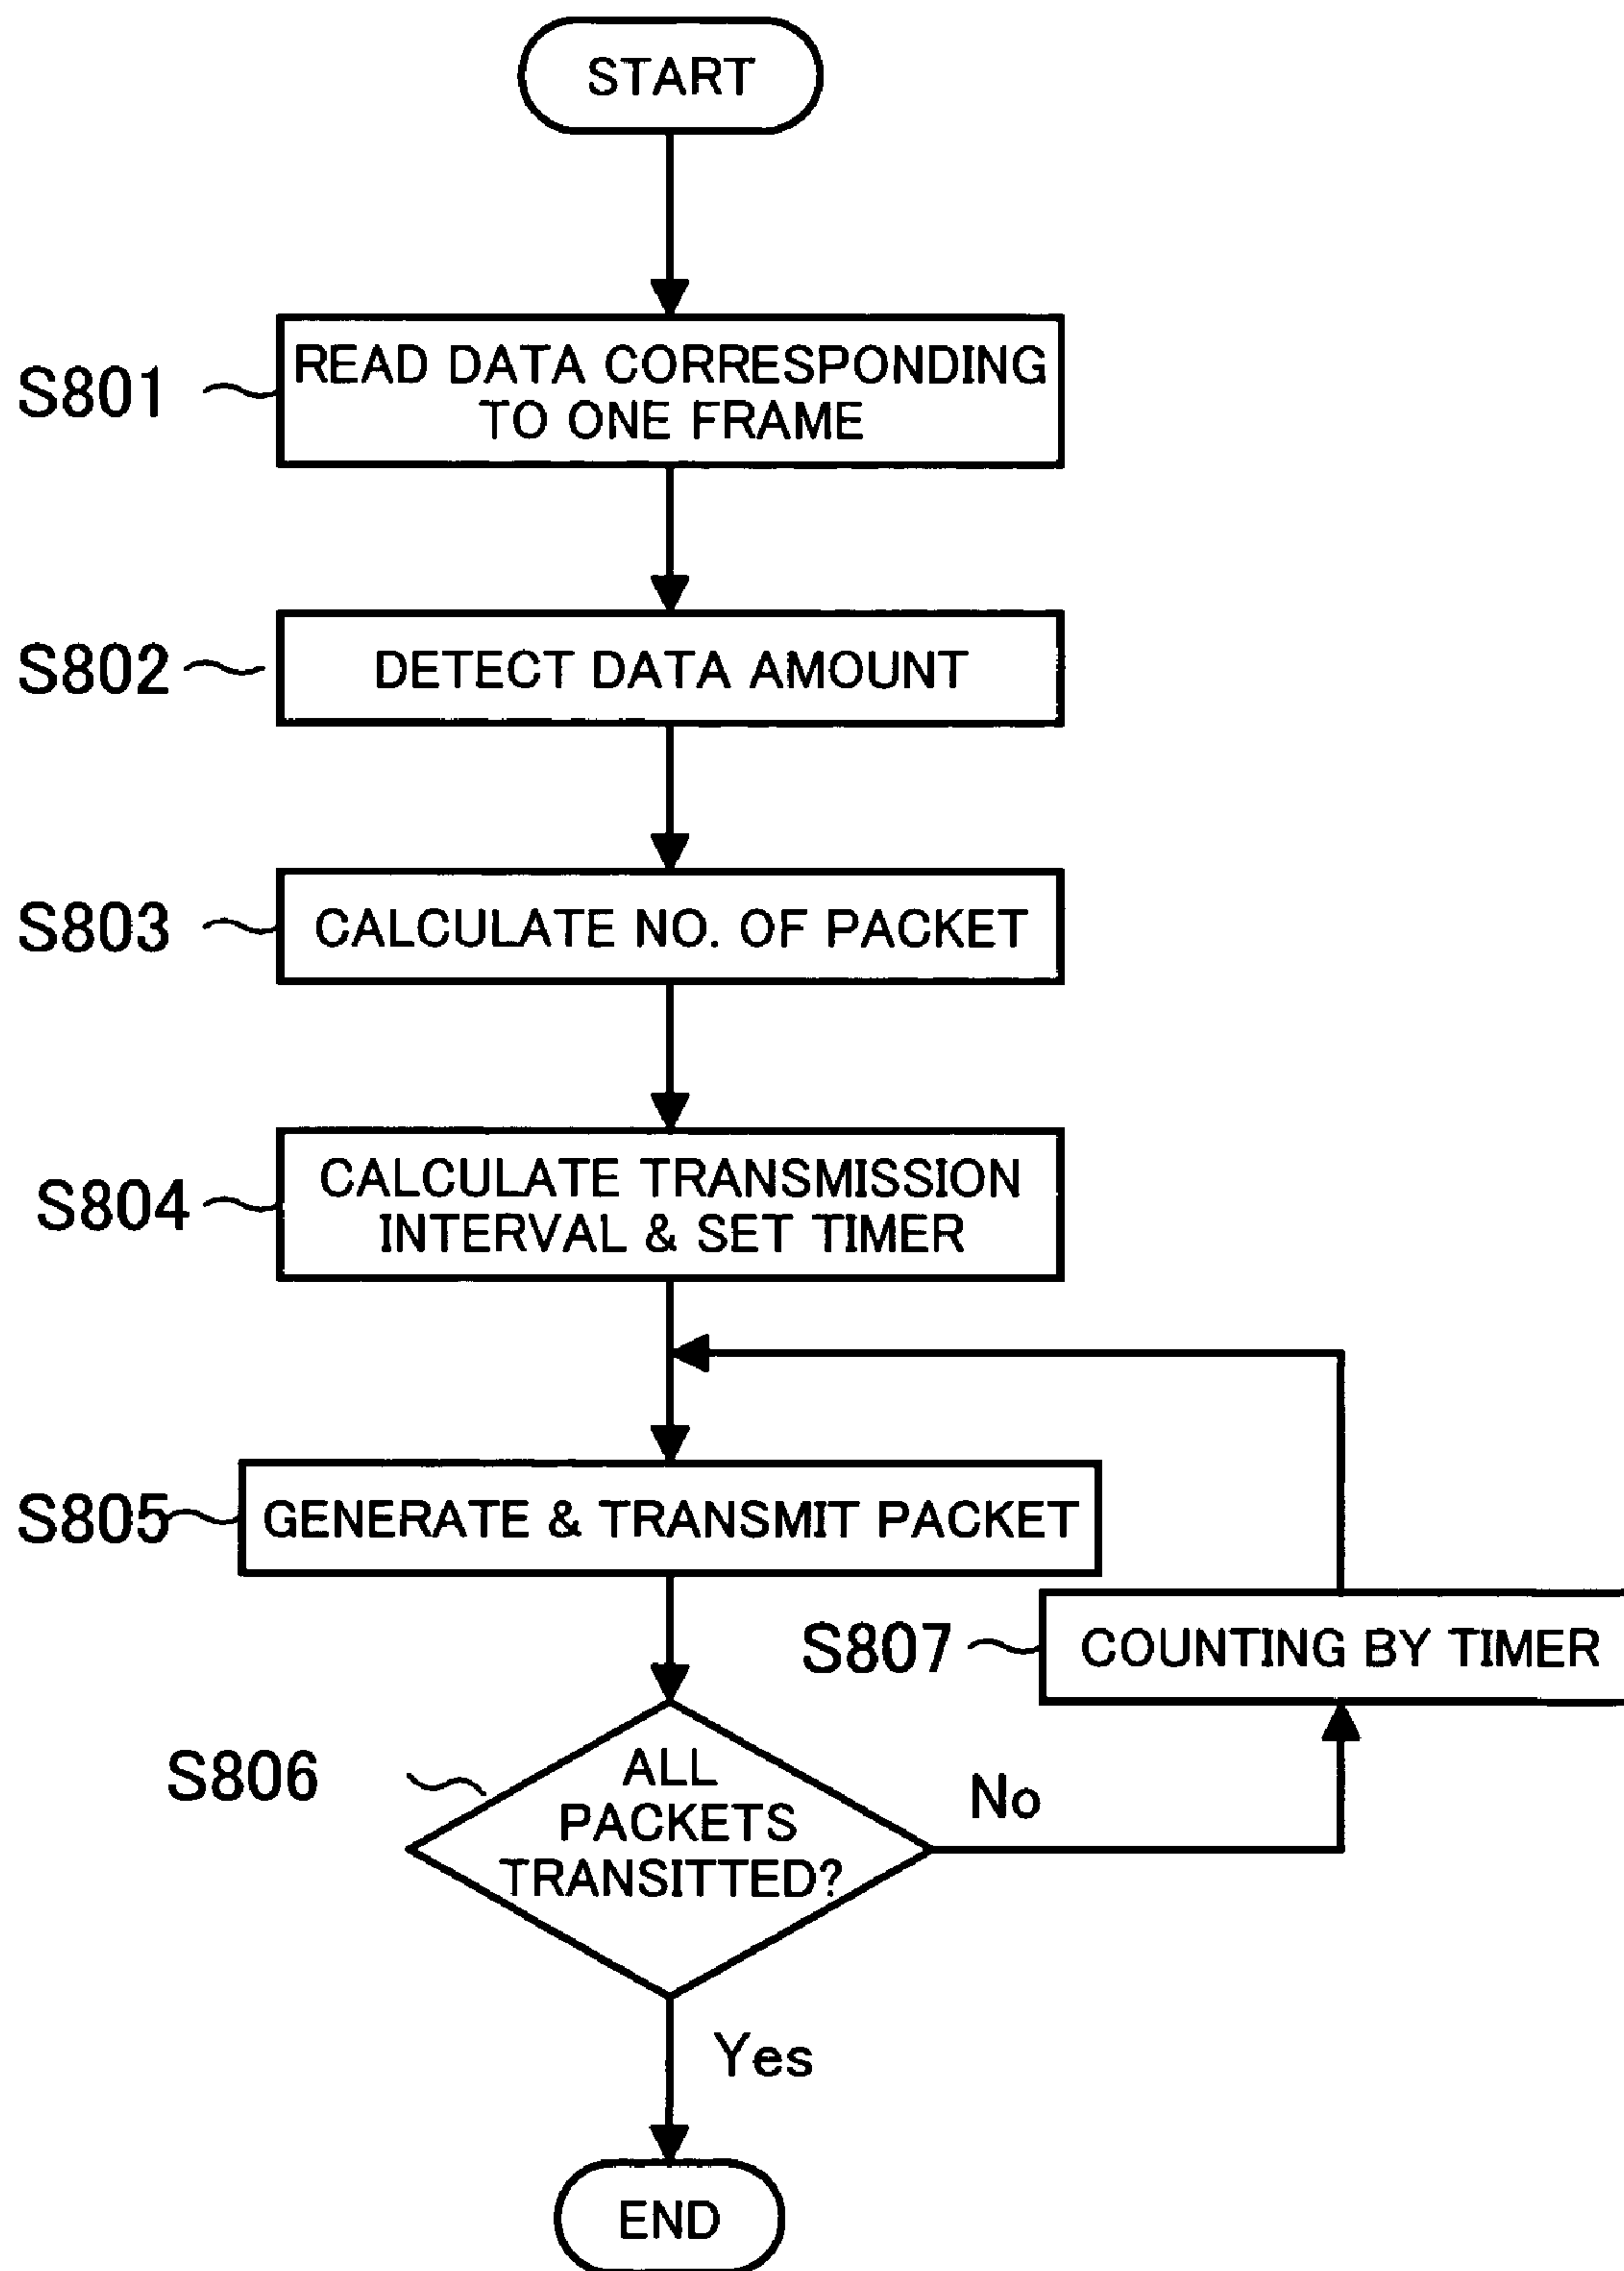 START
S801
READ DATA CORRESPONDING
TO ONE FRAME
S802
DETECT DATA AMOUNT
S803
CALCULATE NO. OF PACKET
S804
CALCULATE TRANSMISSION
INTERVAL & SET TIMER
S805
GENERATE & TRANSMIT PACKET
S807
COUNTING BY TIMER
S806
ALL
PACKETS
TRANSITTED?
No
Yes
END